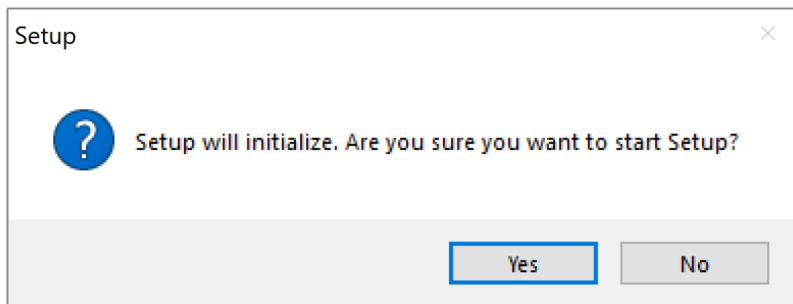 Setup
Setup will initialize. Are you sure you want to start Setup?
Yes
No